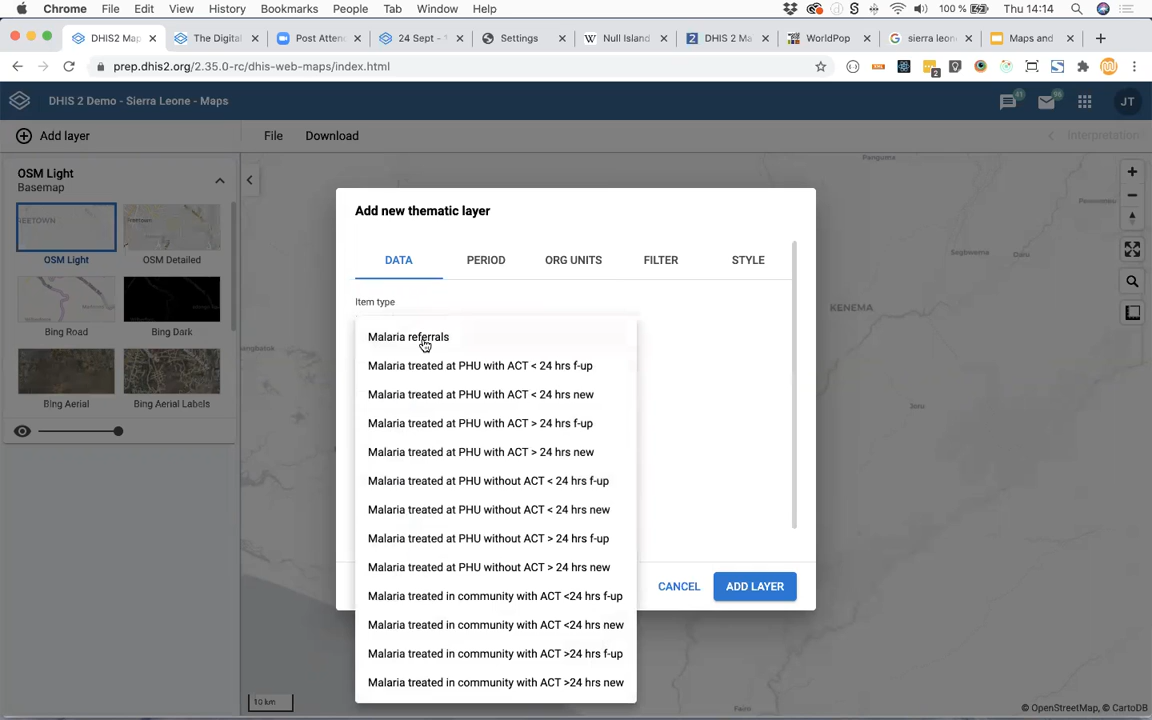 Chrome File Edit View History Bookmarks People Tab Window Help 100 % Thu 14:14
DHIS2 Map The Digital Post Atten 24 Sept - Settings Null Island DHIS 2 Ma WorldPop sierra leon Maps and
prep.dhis2.org/2.35.0-rc/dhis-web-maps/index.html 2
DHIS 2 Demo - Sierra Leone - Maps 41 98 JT
Add layer File Download Interpretation
OSM Light
Basemap
OSM Light OSM Detailed
Bing Road Bing Dark
Bing Aerial Bing Aerial Labels
Add new thematic layer
DATA PERIOD ORG UNITS FILTER STYLE
Item type
Malaria referrals
Malaria treated at PHU with ACT < 24 hrs f-up
Malaria treated at PHU with ACT < 24 hrs new
Malaria treated at PHU with ACT > 24 hrs f-up
Malaria treated at PHU with ACT > 24 hrs new
Malaria treated at PHU without ACT < 24 hrs f-up
Malaria treated at PHU without ACT < 24 hrs new
Malaria treated at PHU without ACT > 24 hrs f-up
Malaria treated at PHU without ACT > 24 hrs new
Malaria treated in community with ACT <24 hrs f-up
Malaria treated in community with ACT <24 hrs new
Malaria treated in community with ACT >24 hrs f-up
Malaria treated in community with ACT >24 hrs new
CANCEL ADD LAYER
KENEMA
10 km
© OpenStreetMap, © CartoDB